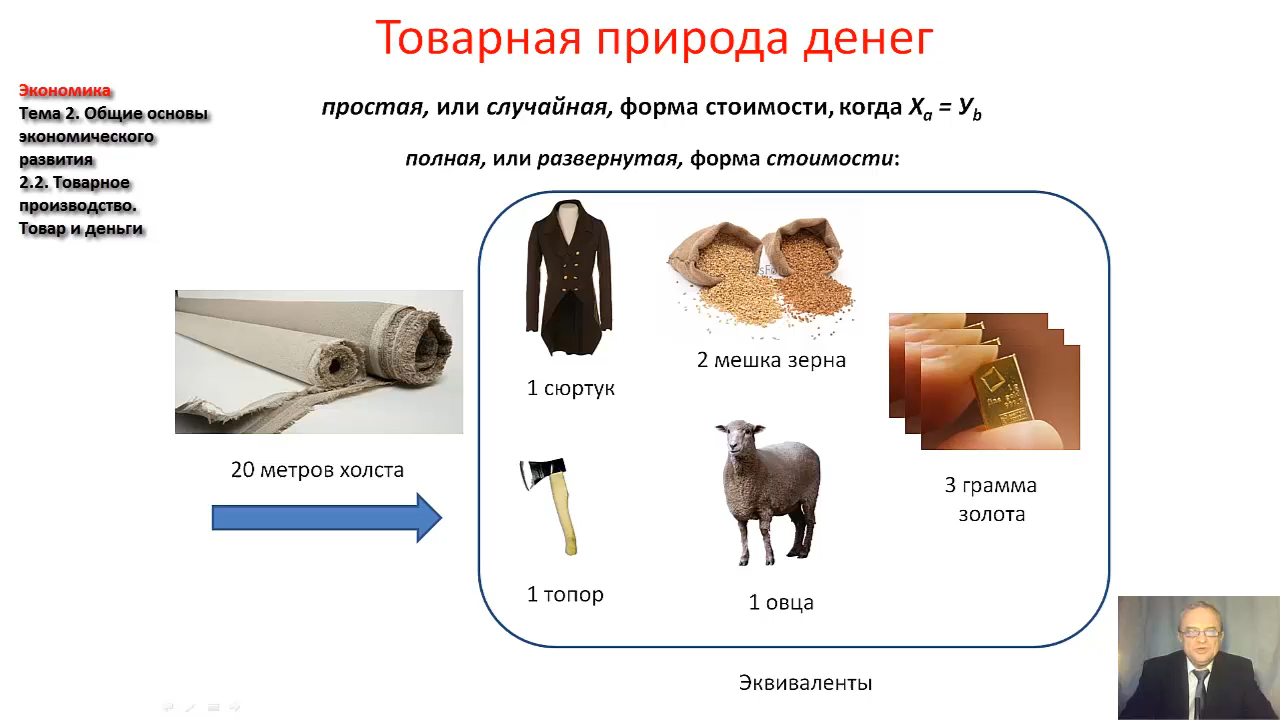 Товарная природа денег
Экономика
Тема 2. Общие основы
экономического
развития
2.2. Товарное
производство.
Товар и деньги
простая, или случайная, форма стоимости, когда Xa = Уb
полная, или развернутая, форма стоимости:
1 сюртук
2 мешка зерна
20 метров холста
3 грамма
золота
1 топор
1 овца
Эквиваленты